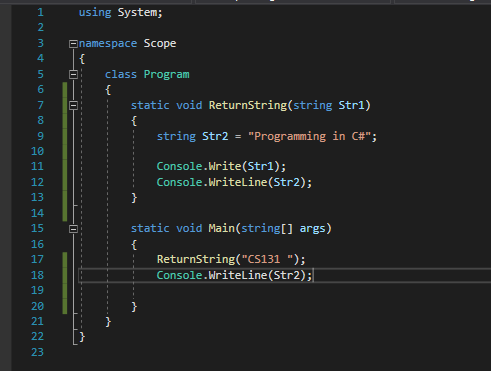 1 using System;
2
3 namespace Scope
4 {
5 class Program
6 {
7 static void ReturnString(string Str1)
8 {
9 string Str2 = "Programming in C#";
10
11 Console.Write(Str1);
12 Console.WriteLine(Str2);
13 }
14
15 static void Main(string[] args)
16 {
17 ReturnString("CS131 ");
18 Console.WriteLine(Str2);
19
20 }
21 }
22 }
23